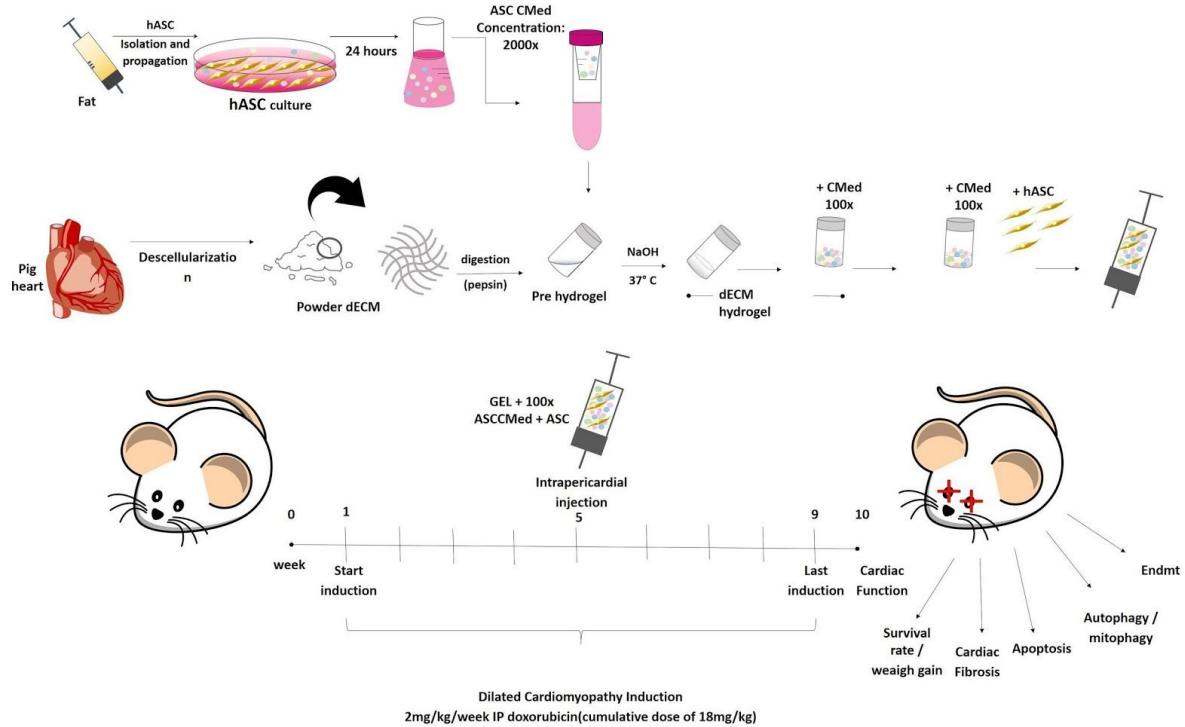 hASC
Isolation and
propagation
Fat
hASC culture
24 hours
ASC CMed
Concentration:
2000x
Pig
heart
Descellularizatio
n
Powder dECM
digestion
(pepsin)
Pre hydrogel
NaOH
37° C
dECM
hydrogel
+ CMed
100x
+ CMed
100x
+ hASC
GEL + 100x
ASCCMed + ASC
Intrapericardial
injection
0
1
5
9
10
week
Start
induction
Last
induction
Cardiac
Function
Survival
rate /
weaigh gain
Cardiac
Fibrosis
Apoptosis
Autophagy /
mitophagy
Endmt
Dilated Cardiomyopathy Induction
2mg/kg/week IP doxorubicin(cumulative dose of 18mg/kg)